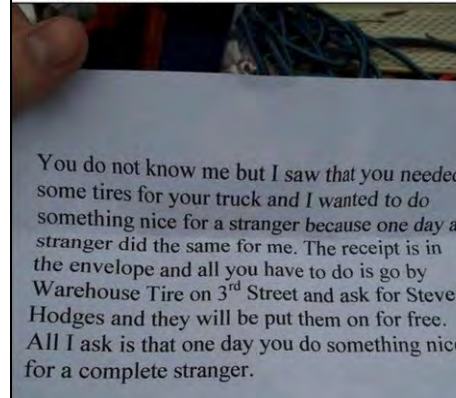 You do not know me but I saw that you needed
some tires for your truck and I wanted to do
something nice for a stranger because one day a
stranger did the same for me. The receipt is in
the envelope and all you have to do is go by
Warehouse Tire on 3rd Street and ask for Steve
Hodges and they will be put them on for free.
All I ask is that one day you do something nice
for a complete stranger.